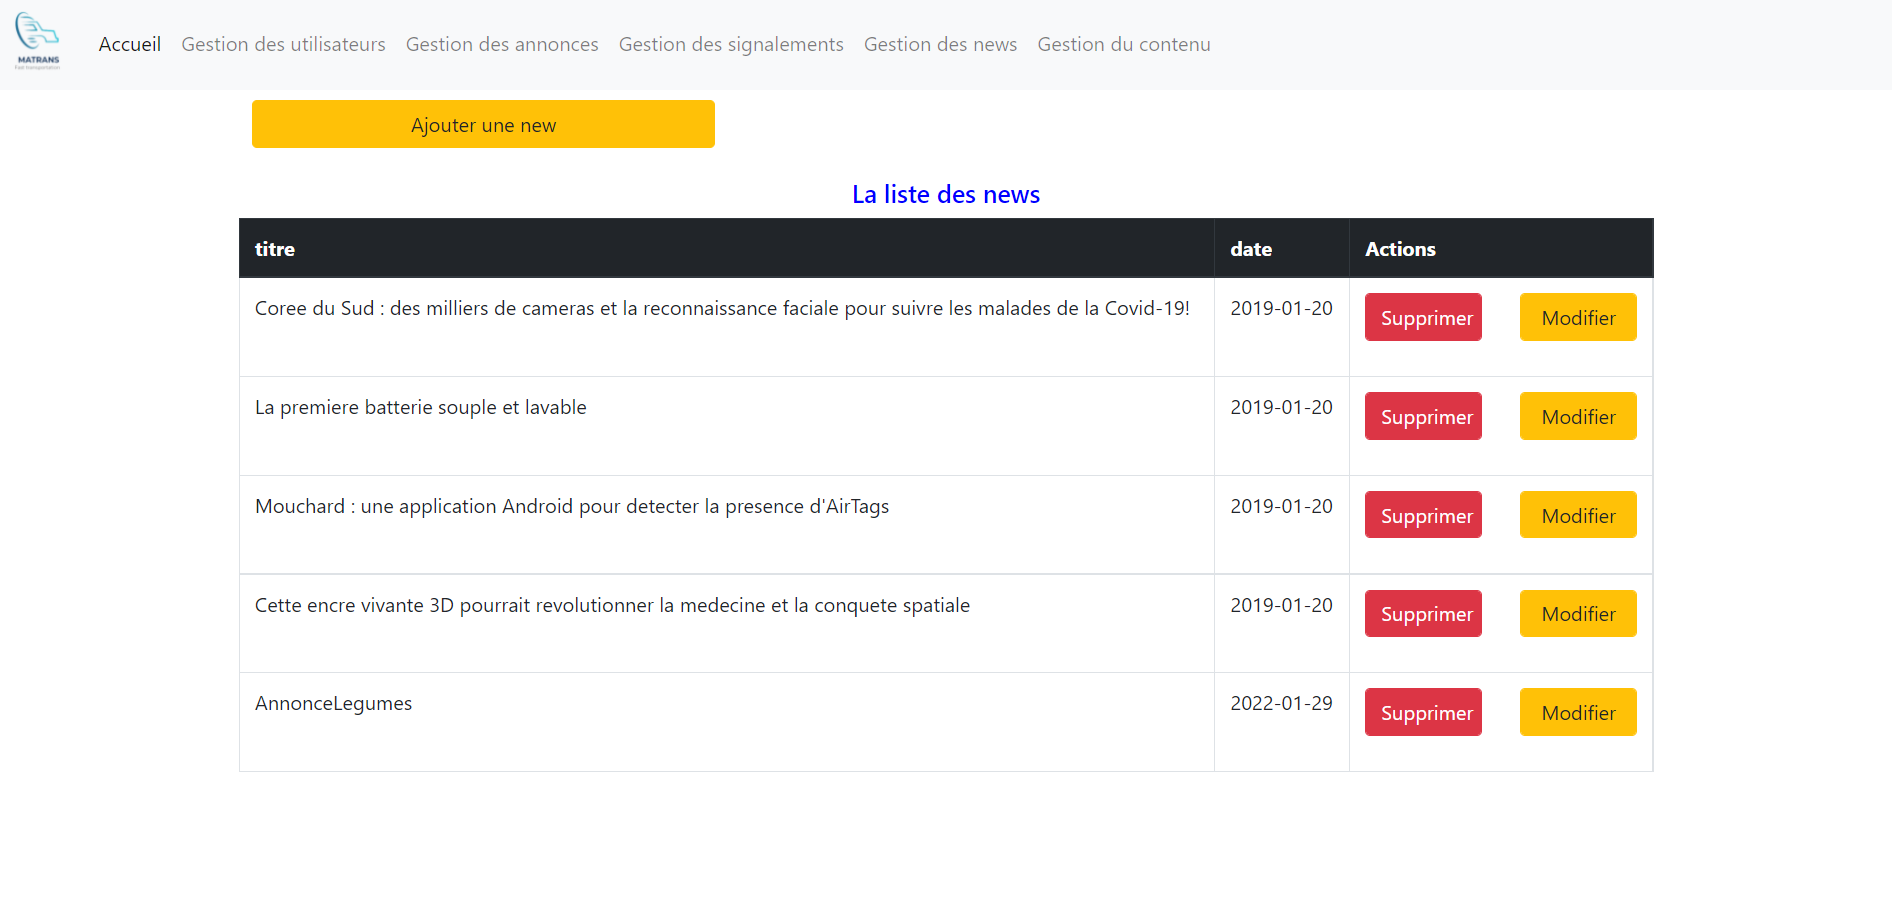 MATRANS
Fast transportation
Accueil Gestion des utilisateurs Gestion des annonces Gestion des signalements Gestion des news Gestion du contenu
Ajouter une new
La liste des news
titre date Actions
Coree du Sud : des milliers de cameras et la reconnaissance faciale pour suivre les malades de la Covid-19! 2019-01-20 Supprimer Modifier
La premiere batterie souple et lavable 2019-01-20 Supprimer Modifier
Mouchard : une application Android pour detecter la presence d'AirTags 2019-01-20 Supprimer Modifier
Cette encre vivante 3D pourrait revolutionner la medecine et la conquete spatiale 2019-01-20 Supprimer Modifier
AnnonceLegumes 2022-01-29 Supprimer Modifier